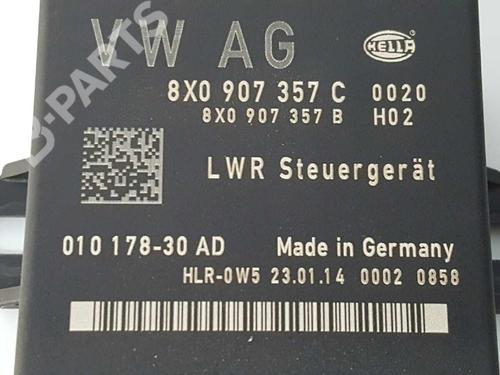 VW AG
HELLA
8X0 907 357 C 0020
8X0 907 357 B H02
LWR Steuergerät
010 178-30 AD Made in Germany
HLR-0W5 23.01.14 0002 0858
B-PARTS